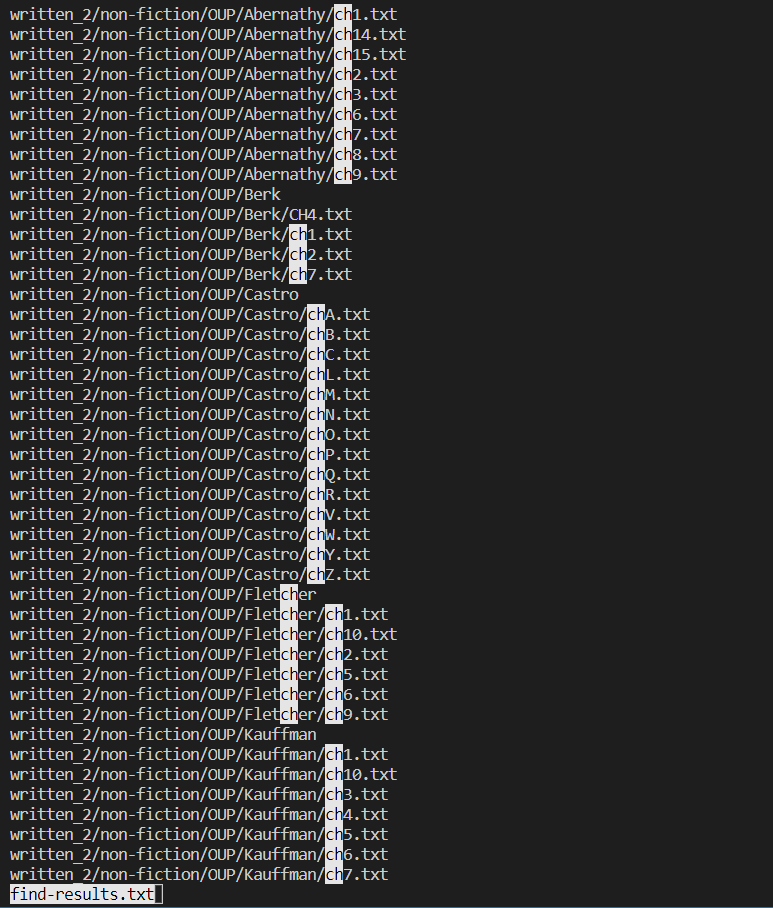 written_2/non-fiction/OUP/Abernathy/ch1.txt
written_2/non-fiction/OUP/Abernathy/ch14.txt
written_2/non-fiction/OUP/Abernathy/ch15.txt
written_2/non-fiction/OUP/Abernathy/ch2.txt
written_2/non-fiction/OUP/Abernathy/ch3.txt
written_2/non-fiction/OUP/Abernathy/ch6.txt
written_2/non-fiction/OUP/Abernathy/ch7.txt
written_2/non-fiction/OUP/Abernathy/ch8.txt
written_2/non-fiction/OUP/Abernathy/ch9.txt
written_2/non-fiction/OUP/Berk
written_2/non-fiction/OUP/Berk/CH4.txt
written_2/non-fiction/OUP/Berk/ch1.txt
written_2/non-fiction/OUP/Berk/ch2.txt
written_2/non-fiction/OUP/Berk/ch7.txt
written_2/non-fiction/OUP/Castro
written_2/non-fiction/OUP/Castro/chA.txt
written_2/non-fiction/OUP/Castro/chB.txt
written_2/non-fiction/OUP/Castro/chC.txt
written_2/non-fiction/OUP/Castro/chL.txt
written_2/non-fiction/OUP/Castro/chM.txt
written_2/non-fiction/OUP/Castro/chN.txt
written_2/non-fiction/OUP/Castro/chO.txt
written_2/non-fiction/OUP/Castro/chP.txt
written_2/non-fiction/OUP/Castro/chQ.txt
written_2/non-fiction/OUP/Castro/chR.txt
written_2/non-fiction/OUP/Castro/chV.txt
written_2/non-fiction/OUP/Castro/chW.txt
written_2/non-fiction/OUP/Castro/chY.txt
written_2/non-fiction/OUP/Castro/chZ.txt
written_2/non-fiction/OUP/Fletcher
written_2/non-fiction/OUP/Fletcher/ch1.txt
written_2/non-fiction/OUP/Fletcher/ch10.txt
written_2/non-fiction/OUP/Fletcher/ch2.txt
written_2/non-fiction/OUP/Fletcher/ch5.txt
written_2/non-fiction/OUP/Fletcher/ch6.txt
written_2/non-fiction/OUP/Fletcher/ch9.txt
written_2/non-fiction/OUP/Kauffman
written_2/non-fiction/OUP/Kauffman/ch1.txt
written_2/non-fiction/OUP/Kauffman/ch10.txt
written_2/non-fiction/OUP/Kauffman/ch3.txt
written_2/non-fiction/OUP/Kauffman/ch4.txt
written_2/non-fiction/OUP/Kauffman/ch5.txt
written_2/non-fiction/OUP/Kauffman/ch6.txt
written_2/non-fiction/OUP/Kauffman/ch7.txt
find-results.txt